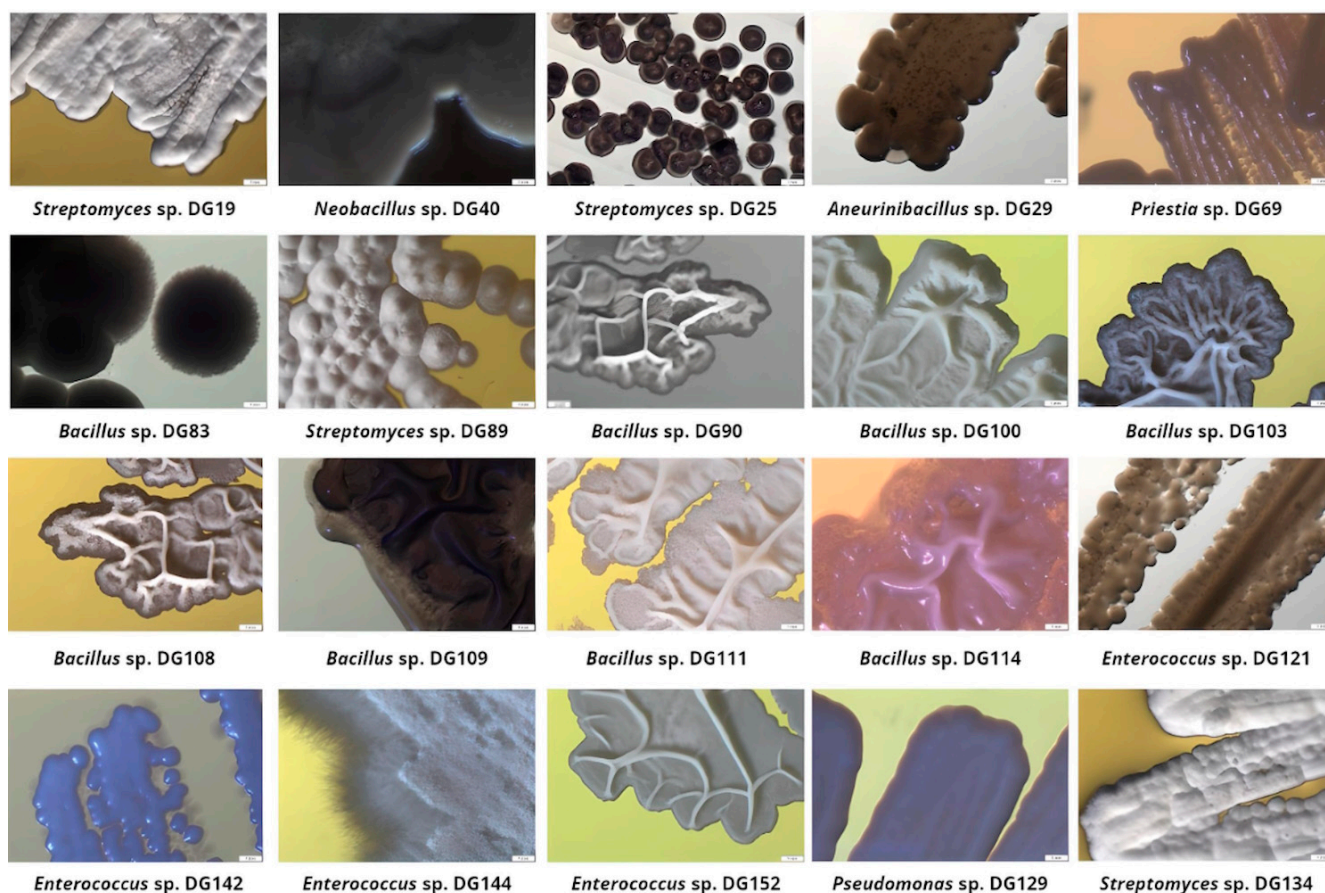 Streptomyces sp. DG19
Neobacillus sp. DG40
Streptomyces sp. DG25
Aneurinibacillus sp. DG29
Priestia sp. DG69
Bacillus sp. DG83
Streptomyces sp. DG89
Bacillus sp. DG90
Bacillus sp. DG100
Bacillus sp. DG103
Bacillus sp. DG108
Bacillus sp. DG109
Bacillus sp. DG111
Bacillus sp. DG114
Enterococcus sp. DG121
Enterococcus sp. DG142
Enterococcus sp. DG144
Enterococcus sp. DG152
Pseudomonas sp. DG129
Streptomyces sp. DG134